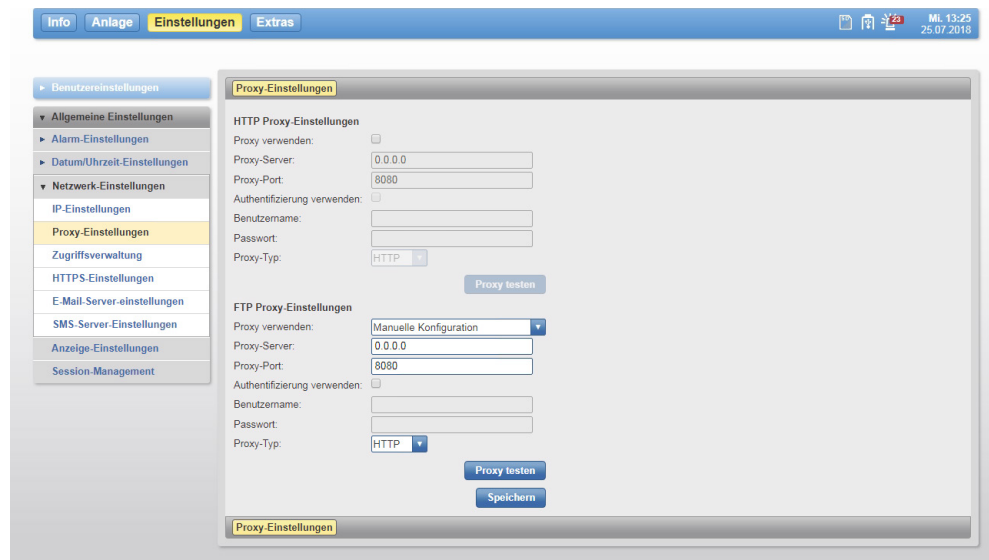 Info Anlage Einstellungen Extras 23 Mi. 13:25
25.07.2018
Benutzereinstellungen
Allgemeine Einstellungen
Alarm-Einstellungen
Datum/Uhrzeit-Einstellungen
Netzwerk-Einstellungen
IP-Einstellungen
Proxy-Einstellungen
Zugriffsverwaltung
HTTPS-Einstellungen
E-Mail-Server-einstellungen
SMS-Server-Einstellungen
Anzeige-Einstellungen
Session-Management
Proxy-Einstellungen
HTTP Proxy-Einstellungen
Proxy verwenden:
Proxy-Server: 0.0.0.0
Proxy-Port: 8080
Authentifizierung verwenden:
Benutzername:
Passwort:
Proxy-Typ: HTTP
Proxy testen
FTP Proxy-Einstellungen
Proxy verwenden: Manuelle Konfiguration
Proxy-Server: 0.0.0.0
Proxy-Port: 8080
Authentifizierung verwenden:
Benutzername:
Passwort:
Proxy-Typ: HTTP
Proxy testen
Speichern
Proxy-Einstellungen